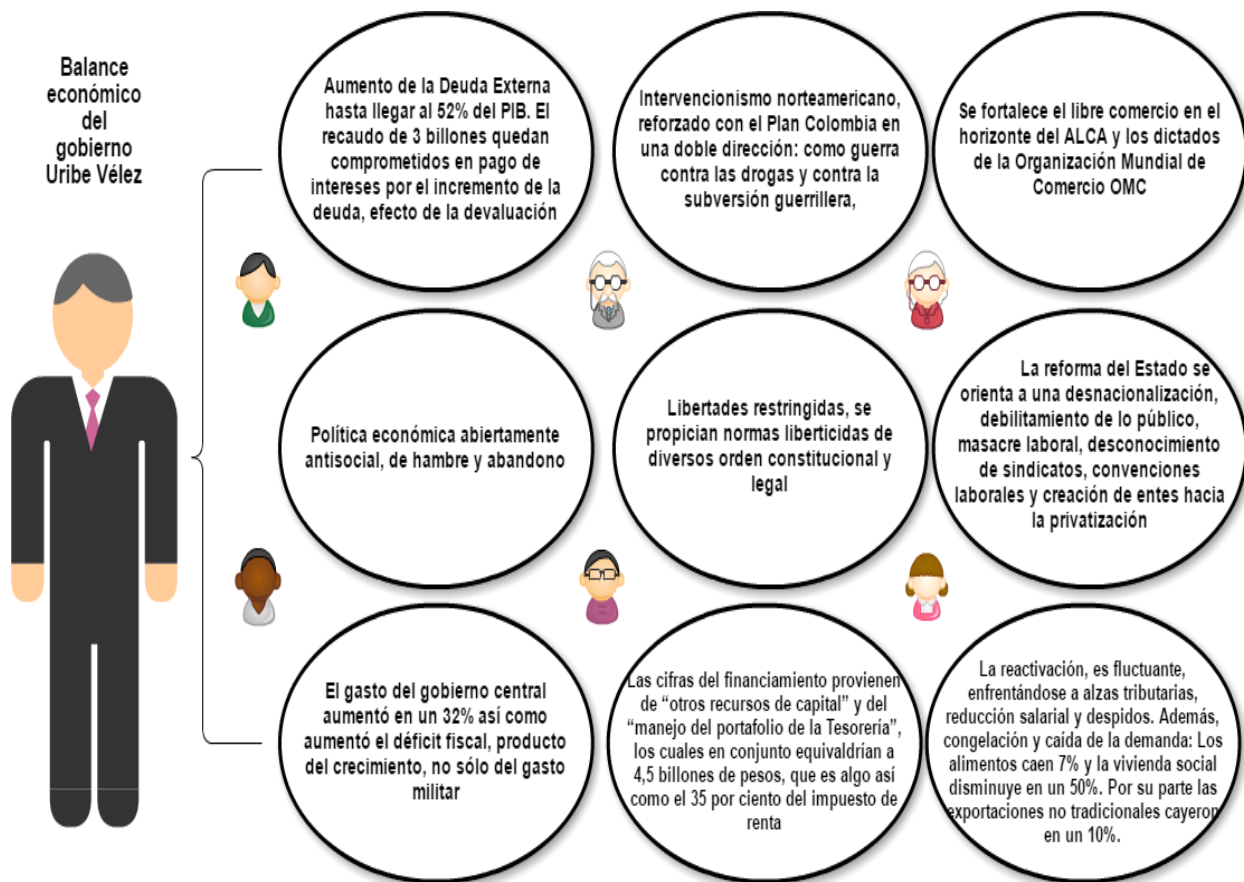 Balance
económico
del
gobierno
Uribe Vélez
Aumento de la Deuda Externa
hasta llegar al 52% del PIB. El
recaudo de 3 billones quedan
comprometidos en pago de
intereses por el incremento de la
deuda, efecto de la devaluación
Intervencionismo norteamericano,
reforzado con el Plan Colombia en
una doble dirección: como guerra
contra las drogas y contra la
subversión guerrillera,
Se fortalece el libre comercio en el
horizonte del ALCA y los dictados
de la Organización Mundial de
Comercio OMC
Política económica abiertamente
antisocial, de hambre y abandono
Libertades restringidas, se
propician normas liberticidas de
diversos orden constitucional y
legal
La reforma del Estado se
orienta a una desnacionalización,
debilitamiento de lo público,
masacre laboral, desconocimiento
de sindicatos, convenciones
laborales y creación de entes hacia
la privatización
El gasto del gobierno central
aumentó en un 32% así como
aumentó el déficit fiscal, producto
del crecimiento, no sólo del gasto
militar
Las cifras del financiamiento provienen
de “otros recursos de capital” y del
“manejo del portafolio de la Tesorería”,
los cuales en conjunto equivaldrían a
4,5 billones de pesos, que es algo así
como el 35 por ciento del impuesto de
renta
La reactivación, es fluctuante,
enfrentándose a alzas tributarias,
reducción salarial y despidos. Además,
congelación y caída de la demanda: Los
alimentos caen 7% y la vivienda social
disminuye en un 50%. Por su parte las
exportaciones no tradicionales cayeron
en un 10%.